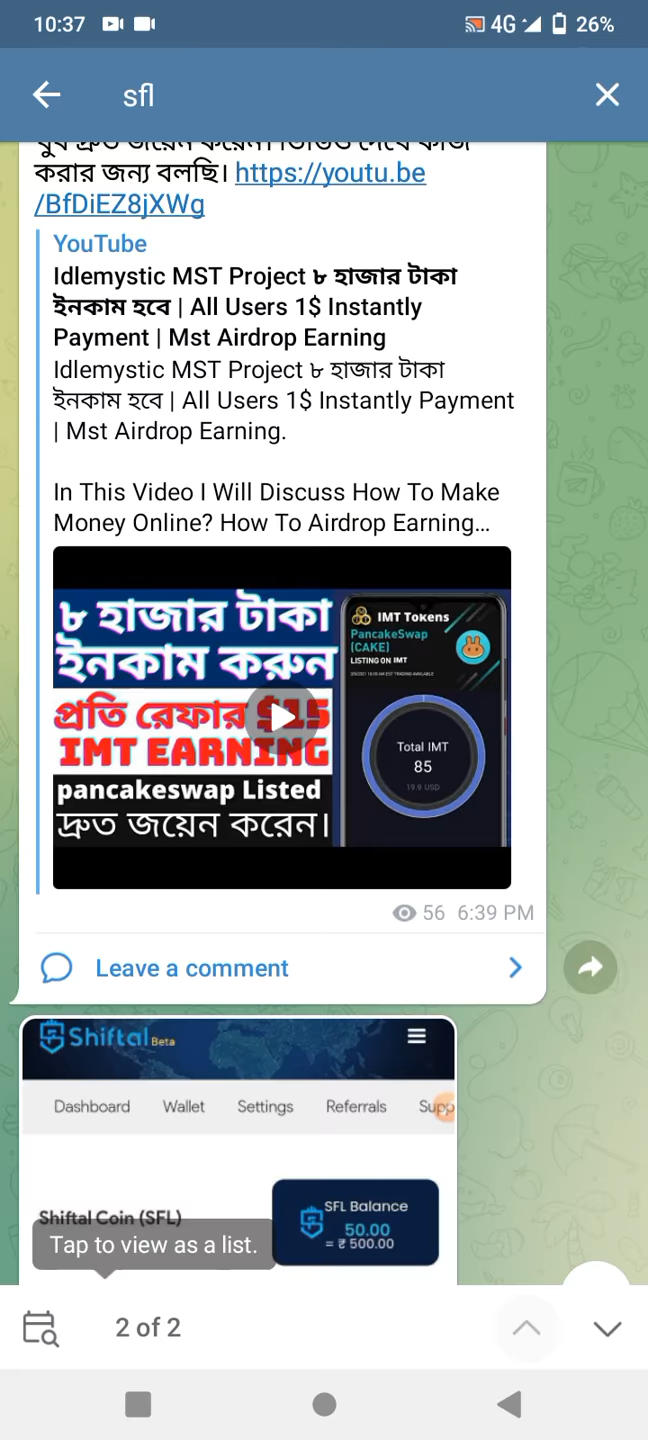 10:37
4G
26%
sfl
খুব দ্রুত জয়েন করেন। ভিডিও দেখে কাজ
করার জন্য বলছি। https://youtu.be
/BfDiEZ8jXWg
YouTube
Idlemystic MST Project ৮ হাজার টাকা
ইনকাম হবে | All Users 1$ Instantly
Payment | Mst Airdrop Earning
Idlemystic MST Project ৮ হাজার টাকা
ইনকাম হবে | All Users 1$ Instantly Payment
| Mst Airdrop Earning.
In This Video I Will Discuss How To Make
Money Online? How To Airdrop Earning...
৮ হাজার টাকা
ইনকাম করুন
প্রতি রেফার $15
IMT EARNING
pancakeswap Listed
দ্রুত জয়েন করেন।
IMT Tokens
PancakeSwap
(CAKE)
LISTING ON IMT
Total IMT
85
19.9 USD
56 6:39 PM
Leave a comment
Shiftal Beta
Dashboard Wallet Settings Referrals Supp
Shiftal Coin (SFL)
SFL Balance
50.00
= ₹ 500.00
Tap to view as a list.
2 of 2